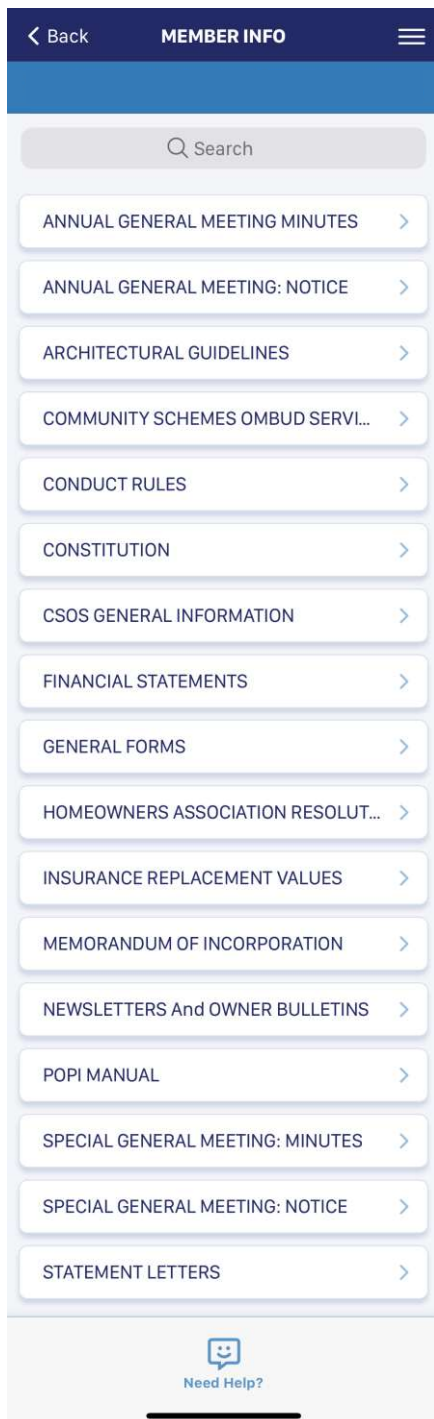 Back MEMBER INFO
Search
ANNUAL GENERAL MEETING MINUTES
ANNUAL GENERAL MEETING: NOTICE
ARCHITECTURAL GUIDELINES
COMMUNITY SCHEMES OMBUD SERVI...
CONDUCT RULES
CONSTITUTION
CSOS GENERAL INFORMATION
FINANCIAL STATEMENTS
GENERAL FORMS
HOMEOWNERS ASSOCIATION RESOLUT...
INSURANCE REPLACEMENT VALUES
MEMORANDUM OF INCORPORATION
NEWSLETTERS And OWNER BULLETINS
POPI MANUAL
SPECIAL GENERAL MEETING: MINUTES
SPECIAL GENERAL MEETING: NOTICE
STATEMENT LETTERS
Need Help?